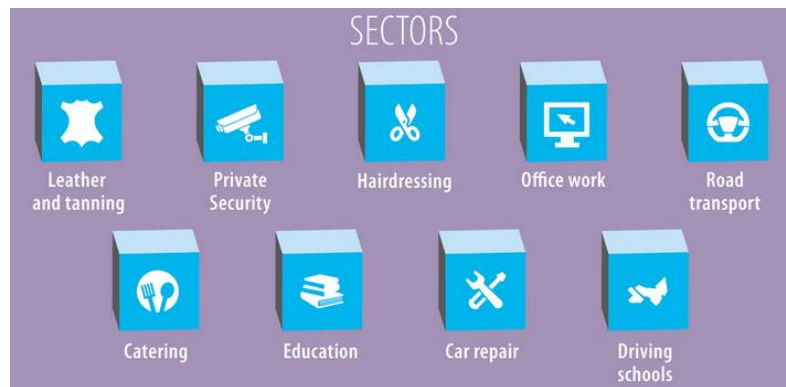 SECTORS
Leather
and tanning
Private
Security
Hairdressing
Office work
Road
transport
Catering
Education
Car repair
Driving
schools